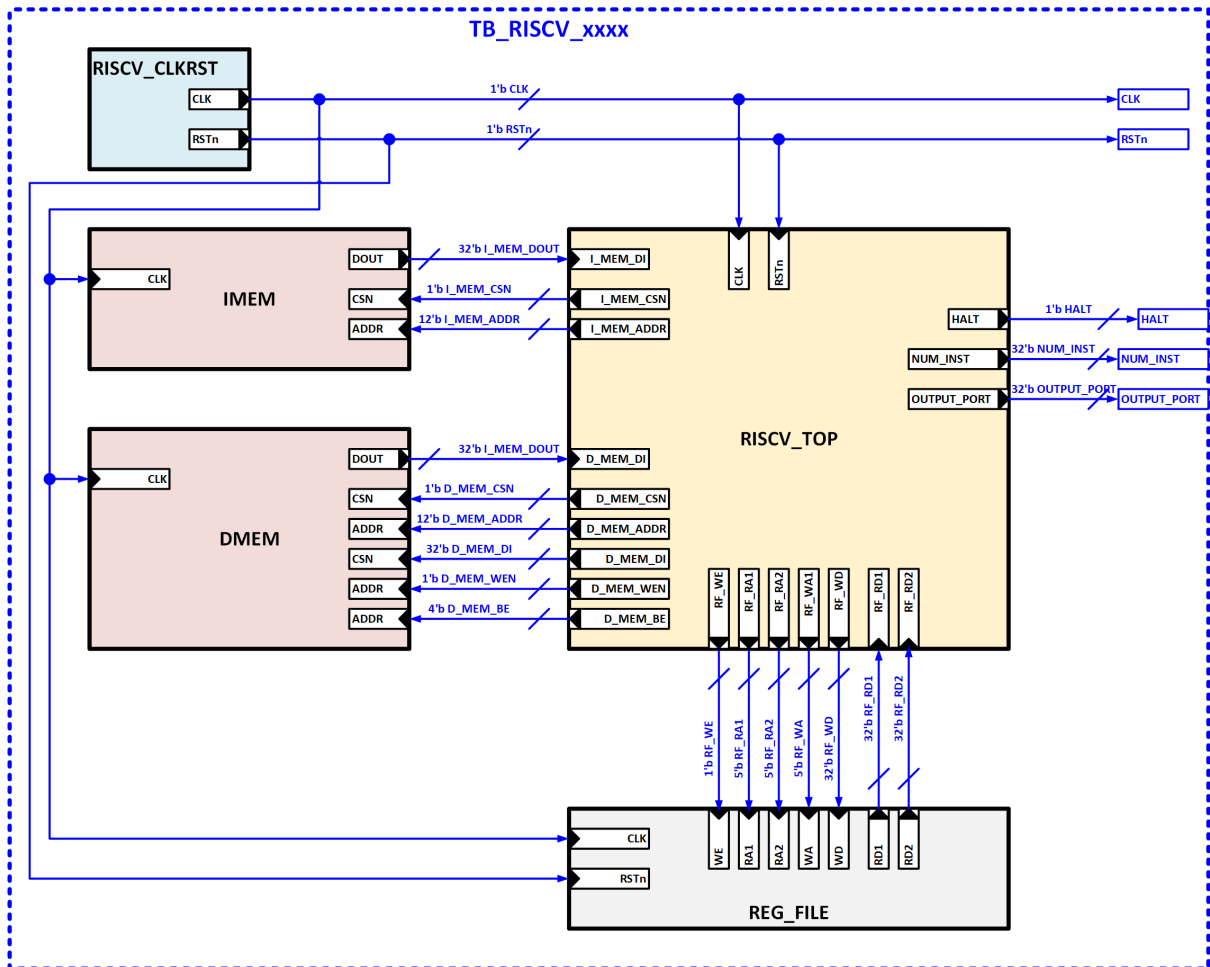 TB_RISCV_xxxx
RISCV_CLKRST
CLK
1'b CLK
CLK
RSTn
1'b RSTn
RSTn
CLK
RSTn
DOUT
32'b I_MEM_DOUT
I_MEM_DI
CLK
IMEM
CSN
1'b I_MEM_CSN
I_MEM_CSN
ADDR
12'b I_MEM_ADDR
I_MEM_ADDR
HALT
1'b HALT
HALT
NUM_INST
32'b NUM_INST
NUM_INST
OUTPUT_PORT
32'b OUTPUT_PORT
OUTPUT_PORT
RISCV_TOP
DOUT
32'b I_MEM_DOUT
D_MEM_DI
CLK
DMEM
CSN
1'b D_MEM_CSN
D_MEM_CSN
ADDR
12'b D_MEM_ADDR
D_MEM_ADDR
CSN
32'b D_MEM_DI
D_MEM_DI
ADDR
1'b D_MEM_WEN
D_MEM_WEN
ADDR
4'b D_MEM_BE
D_MEM_BE
RF_WE
RF_RA1
RF_RA2
RF_WA1
RF_WD
RF_RD1
RF_RD2
1'b RF_WE
5'b RF_RA1
5'b RF_RA2
5'b RF_WA
32'b RF_WD
32'b RF_RD1
32'b RF_RD2
CLK
RSTn
WE
RA1
RA2
WA
WD
RD1
RD2
REG_FILE